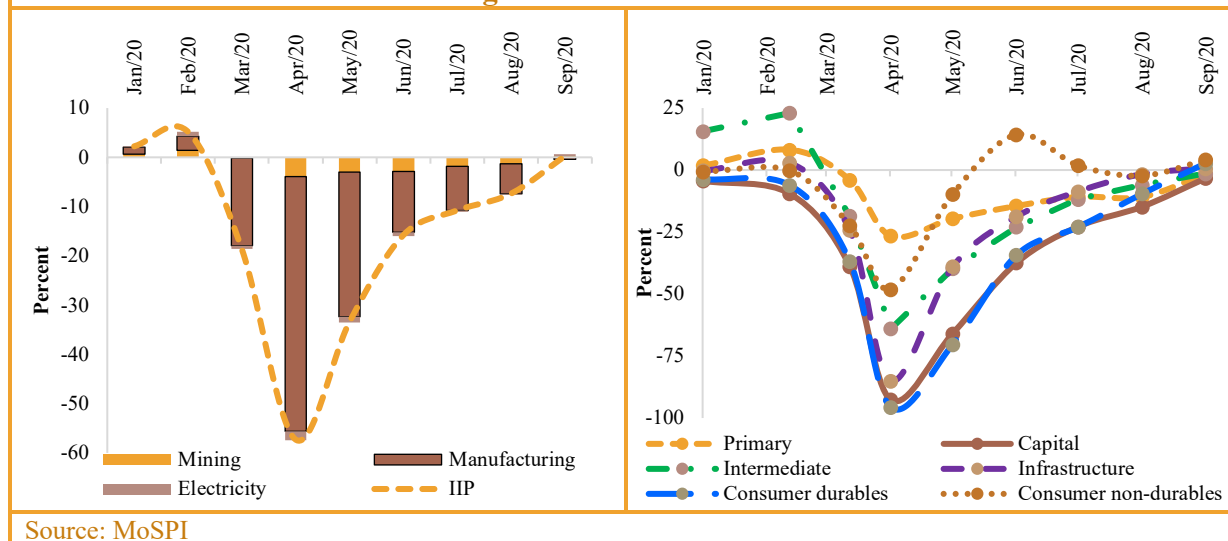 Jan/20
Feb/20
Mar/20
Apr/20
May/20
Jun/20
Jul/20
Aug/20
Sep/20
10
0
-10
-20
-30
-40
-50
-60
Percent
Mining
Manufacturing
Electricity
IIP
Jan/20
Feb/20
Mar/20
Apr/20
May/20
Jun/20
Jul/20
Aug/20
Sep/20
25
0
-25
-50
-75
-100
Percent
Primary
Capital
Intermediate
Infrastructure
Consumer durables
Consumer non-durables
Source: MoSPI